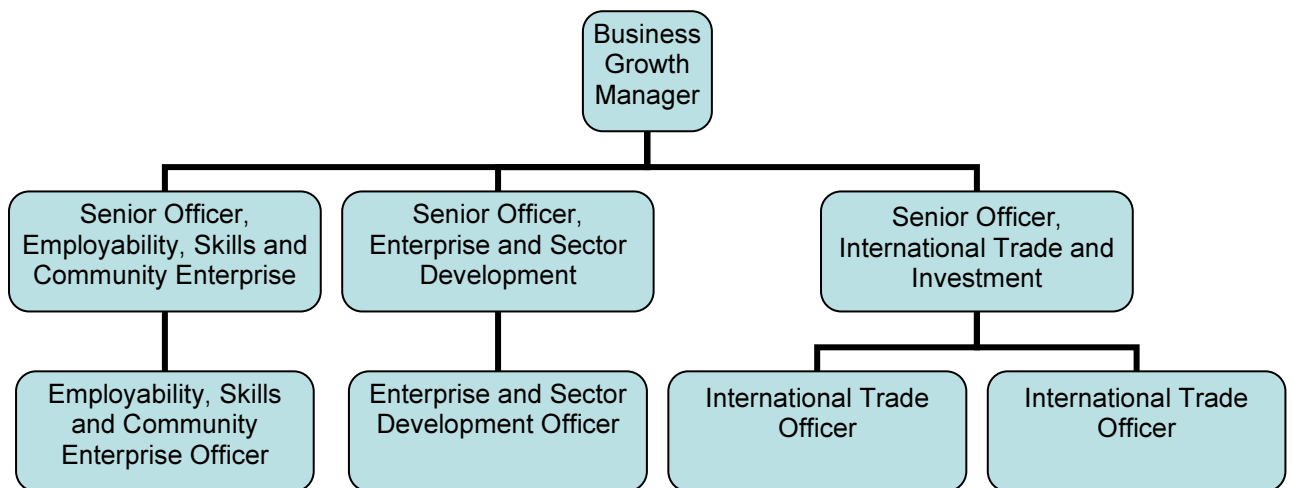 Business
Growth
Manager
Senior Officer,
Employability, Skills and
Community Enterprise
Senior Officer,
Enterprise and Sector
Development
Senior Officer,
International Trade and
Investment
Employability, Skills
and Community
Enterprise Officer
Enterprise and Sector
Development Officer
International Trade
Officer
International Trade
Officer